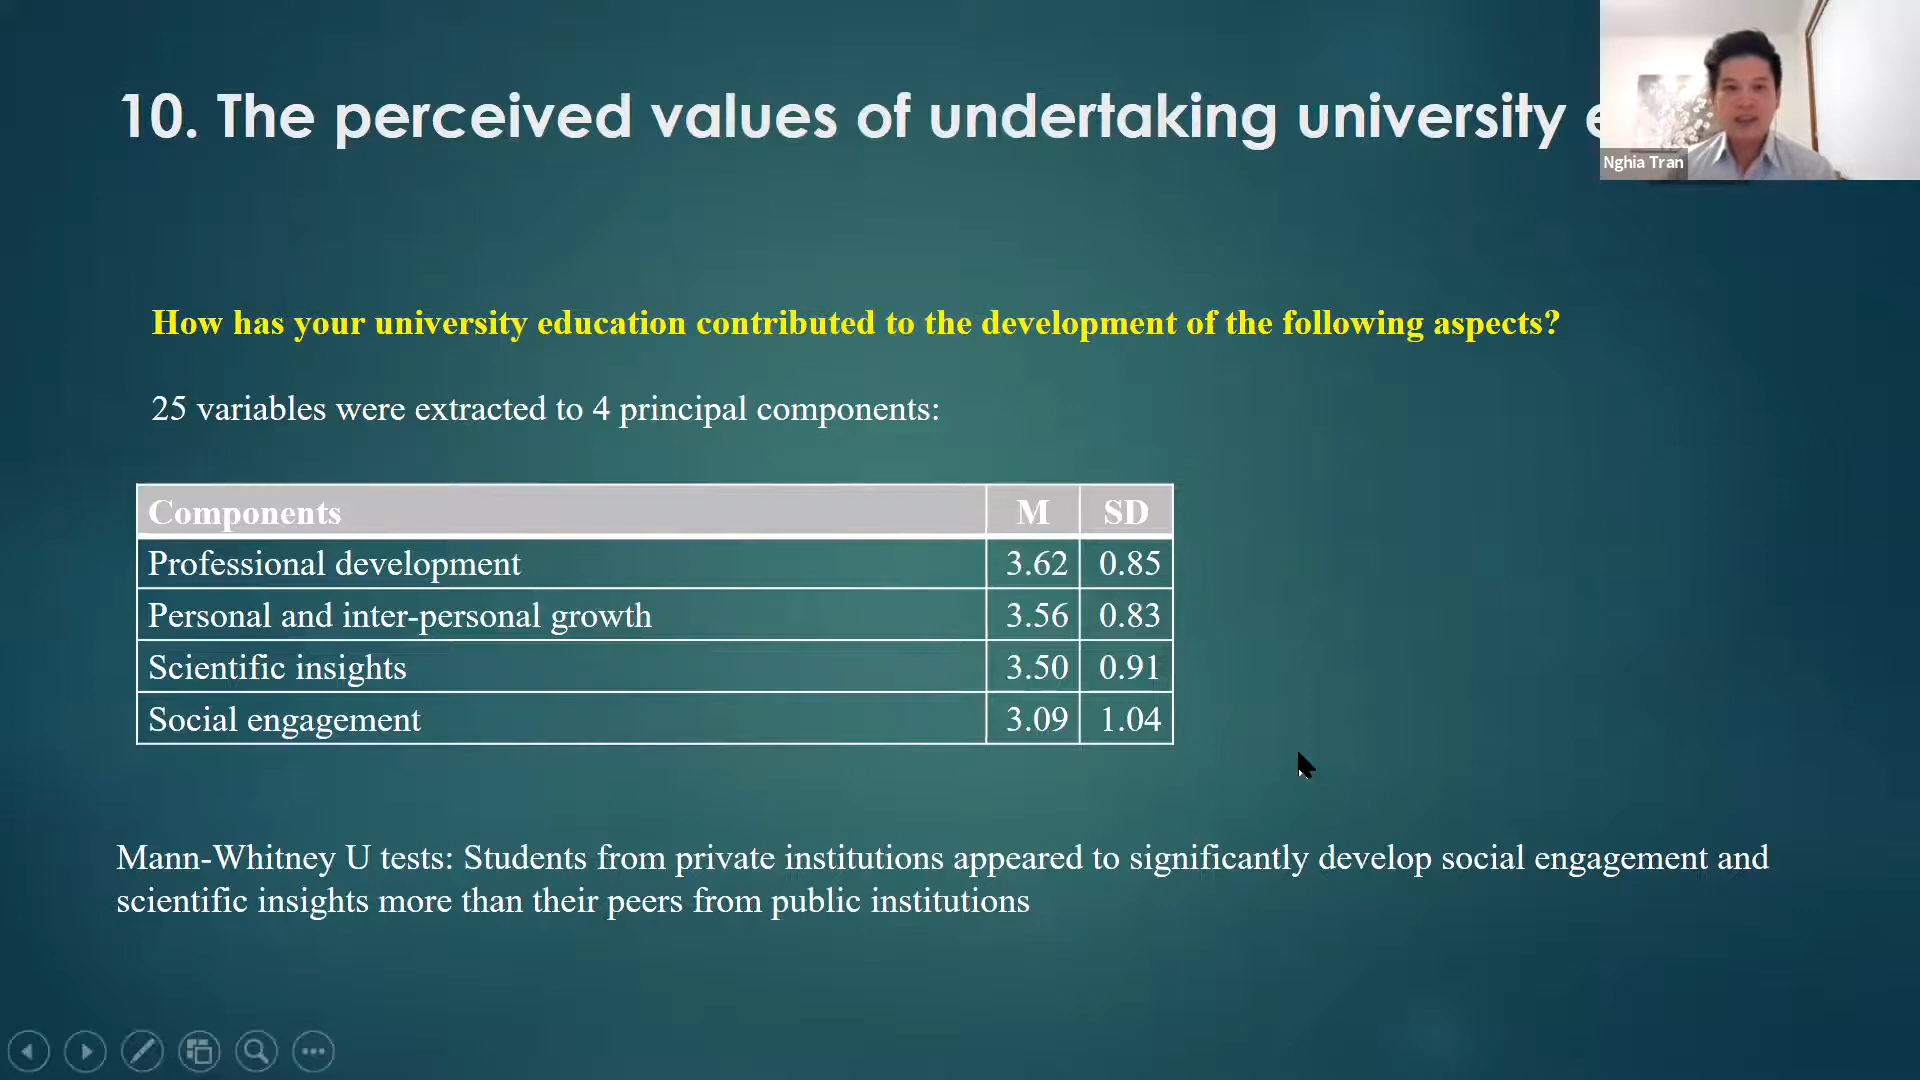 10. The perceived values of undertaking university
Nghia Tran
How has your university education contributed to the development of the following aspects?
25 variables were extracted to 4 principal components:
Components M SD
Professional development 3.62 0.85
Personal and inter-personal growth 3.56 0.83
Scientific insights 3.50 0.91
Social engagement 3.09 1.04
Mann-Whitney U tests: Students from private institutions appeared to significantly develop social engagement and
scientific insights more than their peers from public institutions